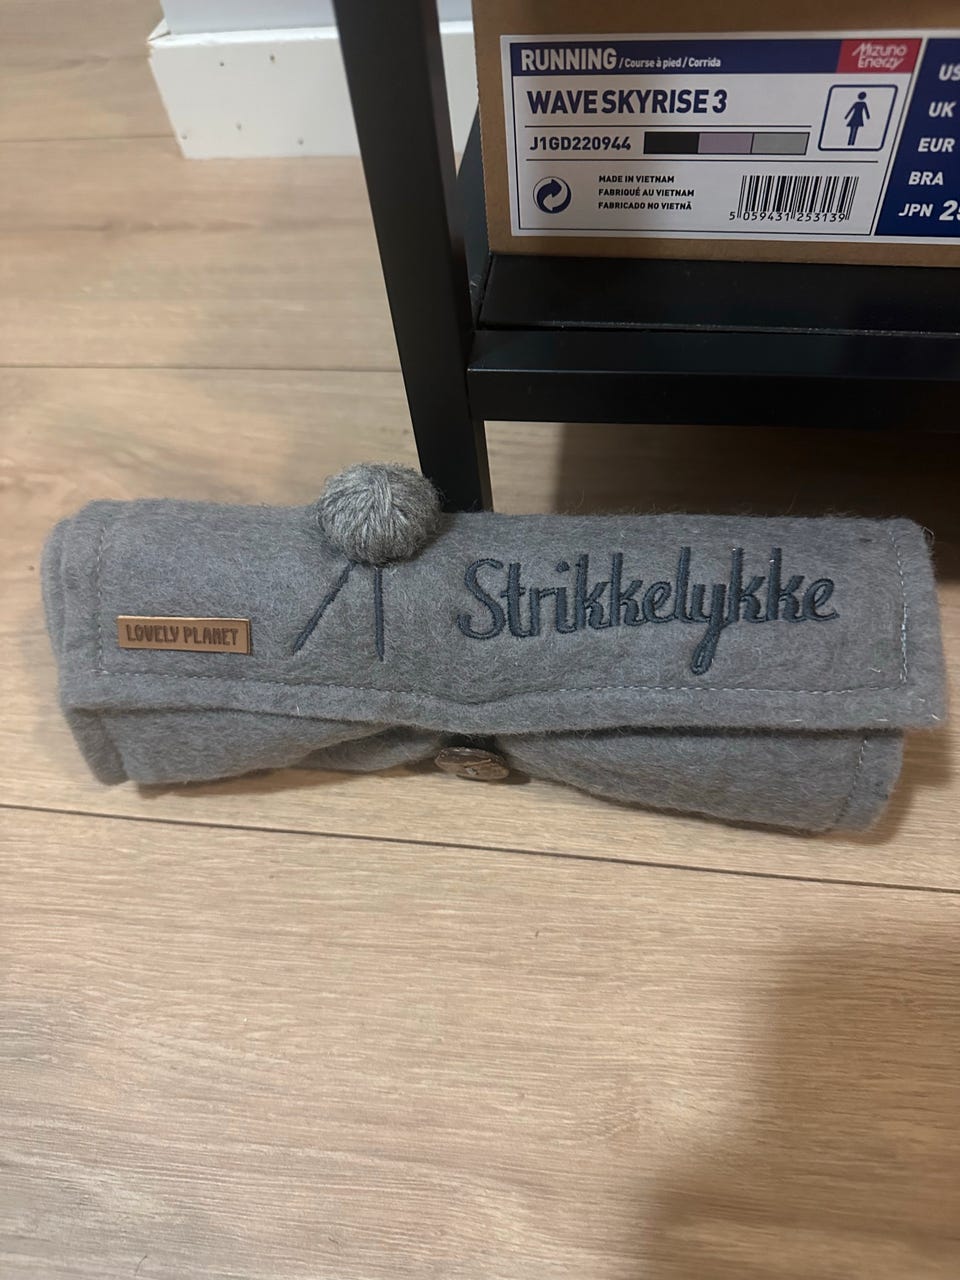 RUNNING / Course à pied / Corrida
Mizuno
Energy
WAVE SKYRISE 3
J1GD220944
MADE IN VIETNAM
FABRIQUÉ AU VIETNAM
FABRICADO NO VIETNÃ
5 059431 253139
US
UK
EUR
BRA
JPN
Strikkelykke
LOVELY PLANET